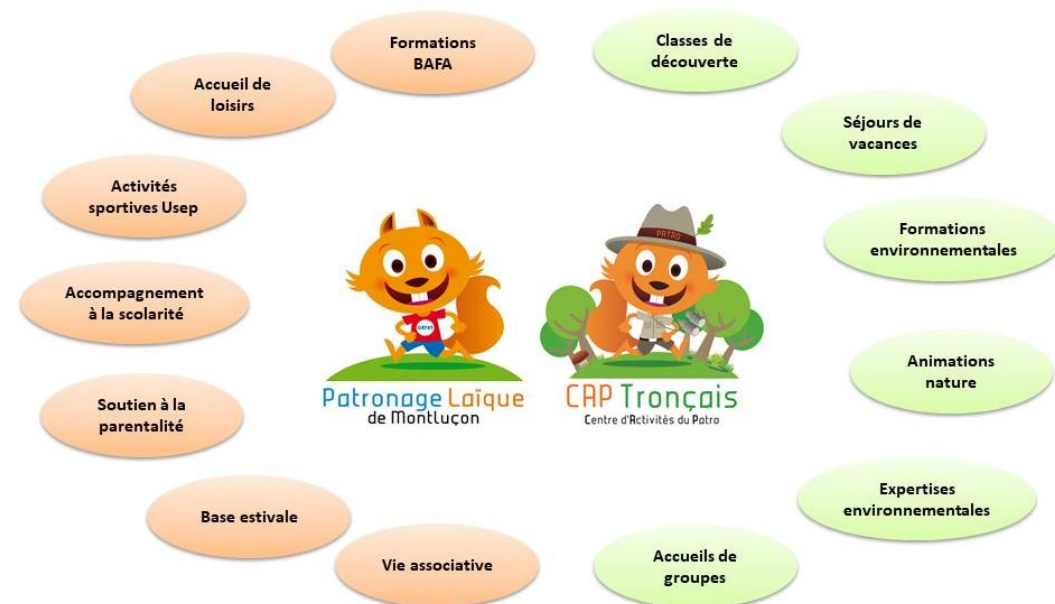 Formations
BAFA
Classes de
découverte
Accueil de
loisirs
Séjours de
vacances
Activités
sportives Usep
Formations
environnementales
Accompagnement
à la scolarité
Animations
nature
Soutien à la
parentalité
Expertises
environnementales
Base estivale
Vie associative
Accueils de
groupes
PATRO
Patronage Laïque
de Montluçon
CAP Tronçais
Centre d'Activités du Patro